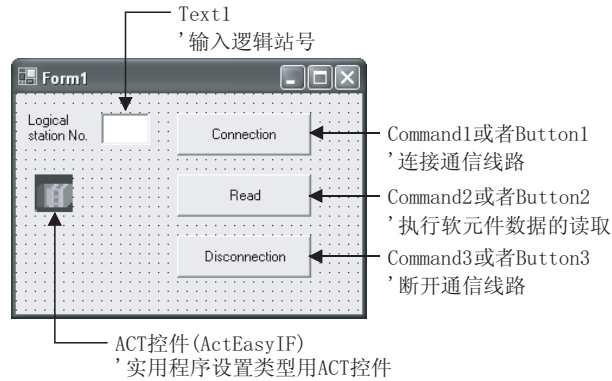 Text1
'输入逻辑站号
Form1
Logical
station No.
Connection
Command1或者Button1
'连接通信线路
Read
Command2或者Button2
'执行软元件数据的读取
Disconnection
Command3或者Button3
'断开通信线路
ACT控件(ActEasyIF)
'实用程序设置类型用ACT控件